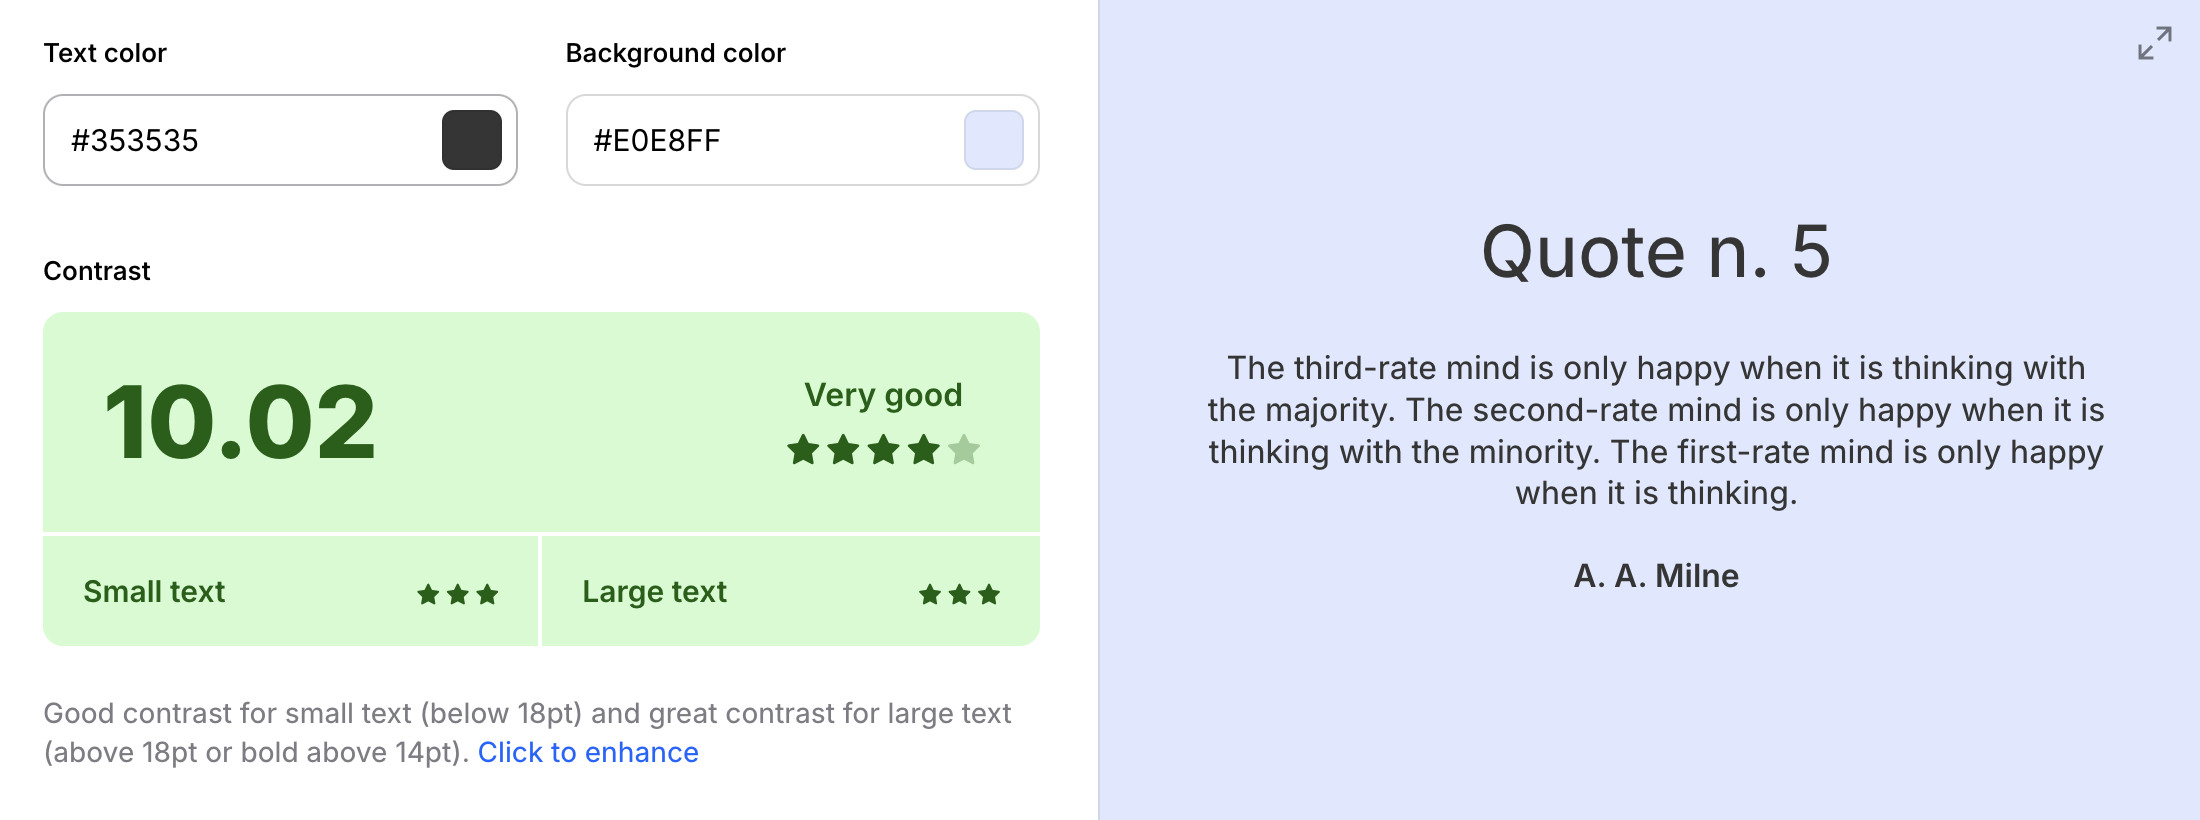 Text color
#353535
Background color
#E0E8FF
Contrast
10.02
Very good
Small text
Large text
Good contrast for small text (below 18pt) and great contrast for large text
(above 18pt or bold above 14pt). Click to enhance
Quote n. 5
The third-rate mind is only happy when it is thinking with
the majority. The second-rate mind is only happy when it is
thinking with the minority. The first-rate mind is only happy
when it is thinking.
A. A. Milne